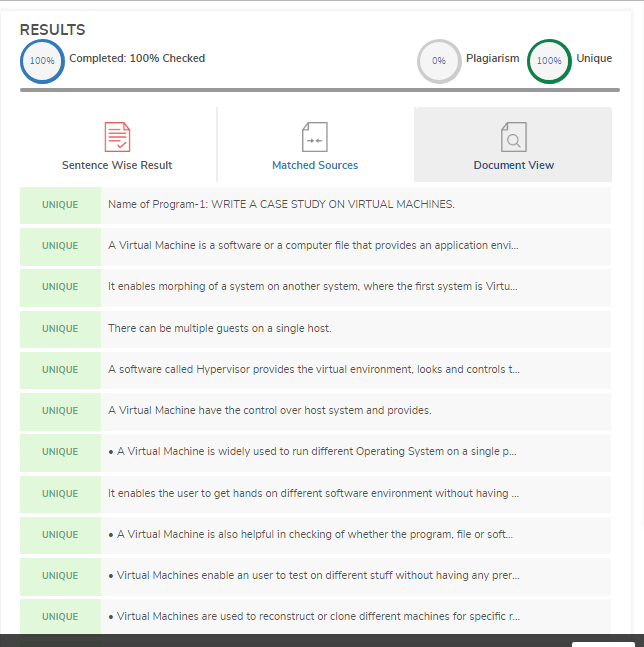 RESULTS
100%
Completed: 100% Checked
0%
Plagiarism
100%
Unique
Sentence Wise Result
Matched Sources
Document View
UNIQUE Name of Program-1: WRITE A CASE STUDY ON VIRTUAL MACHINES.
UNIQUE A Virtual Machine is a software or a computer file that provides an application envi...
UNIQUE It enables morphing of a system on another system, where the first system is Virtu...
UNIQUE There can be multiple guests on a single host.
UNIQUE A software called Hypervisor provides the virtual environment, looks and controls t...
UNIQUE A Virtual Machine have the control over host system and provides.
UNIQUE • A Virtual Machine is widely used to run different Operating System on a single p...
UNIQUE It enables the user to get hands on different software environment without having ...
UNIQUE • A Virtual Machine is also helpful in checking of whether the program, file or soft...
UNIQUE • Virtual Machines enable an user to test on different stuff without having any prer...
UNIQUE • Virtual Machines are used to reconstruct or clone different machines for specific r...